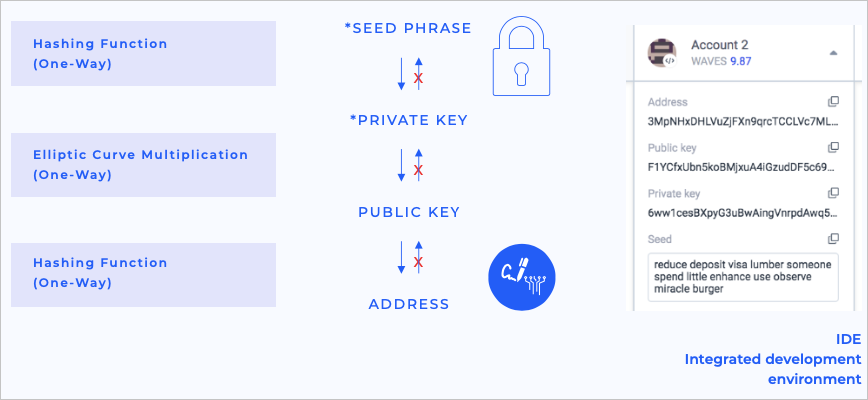 Hashing Function
(One-Way)
Elliptic Curve Multiplication
(One-Way)
Hashing Function
(One-Way)
*SEED PHRASE
X
*PRIVATE KEY
X
PUBLIC KEY
X
ADDRESS
Account 2
WAVES 9.87
Address
3MpNHxDHLVuZjFXn9qrcTCCLVc7ML...
Public key
F1YCfxUbn5koBMjxuA4iGzudDF5c69...
Private key
6ww1cesBXpyG3uBwAingVnrpdAwq5...
Seed
reduce deposit visa lumber someone
spend little enhance use observe
miracle burger
IDE
Integrated development
environment